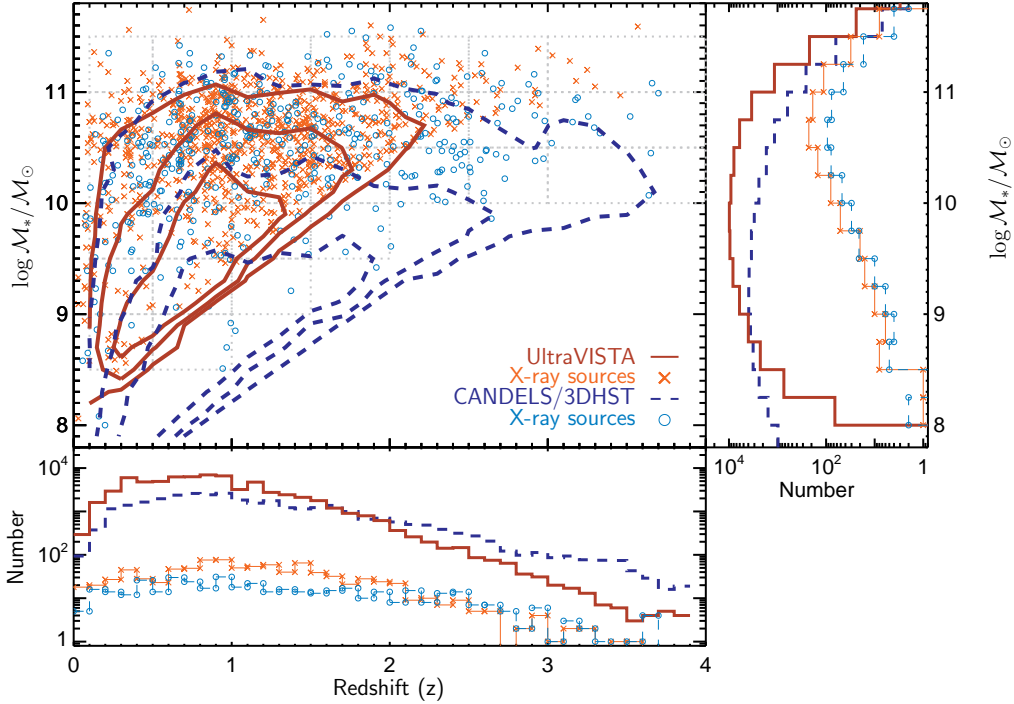 log M∗/M⊙
11
10
9
8
UltraVISTA
X-ray sources
CANDELS/3DHST
X-ray sources
11
10
9
8
log M∗/M⊙
10⁴ 10² 1
Number
10⁴
10²
1
Number
0 1 2 3 4
Redshift (z)